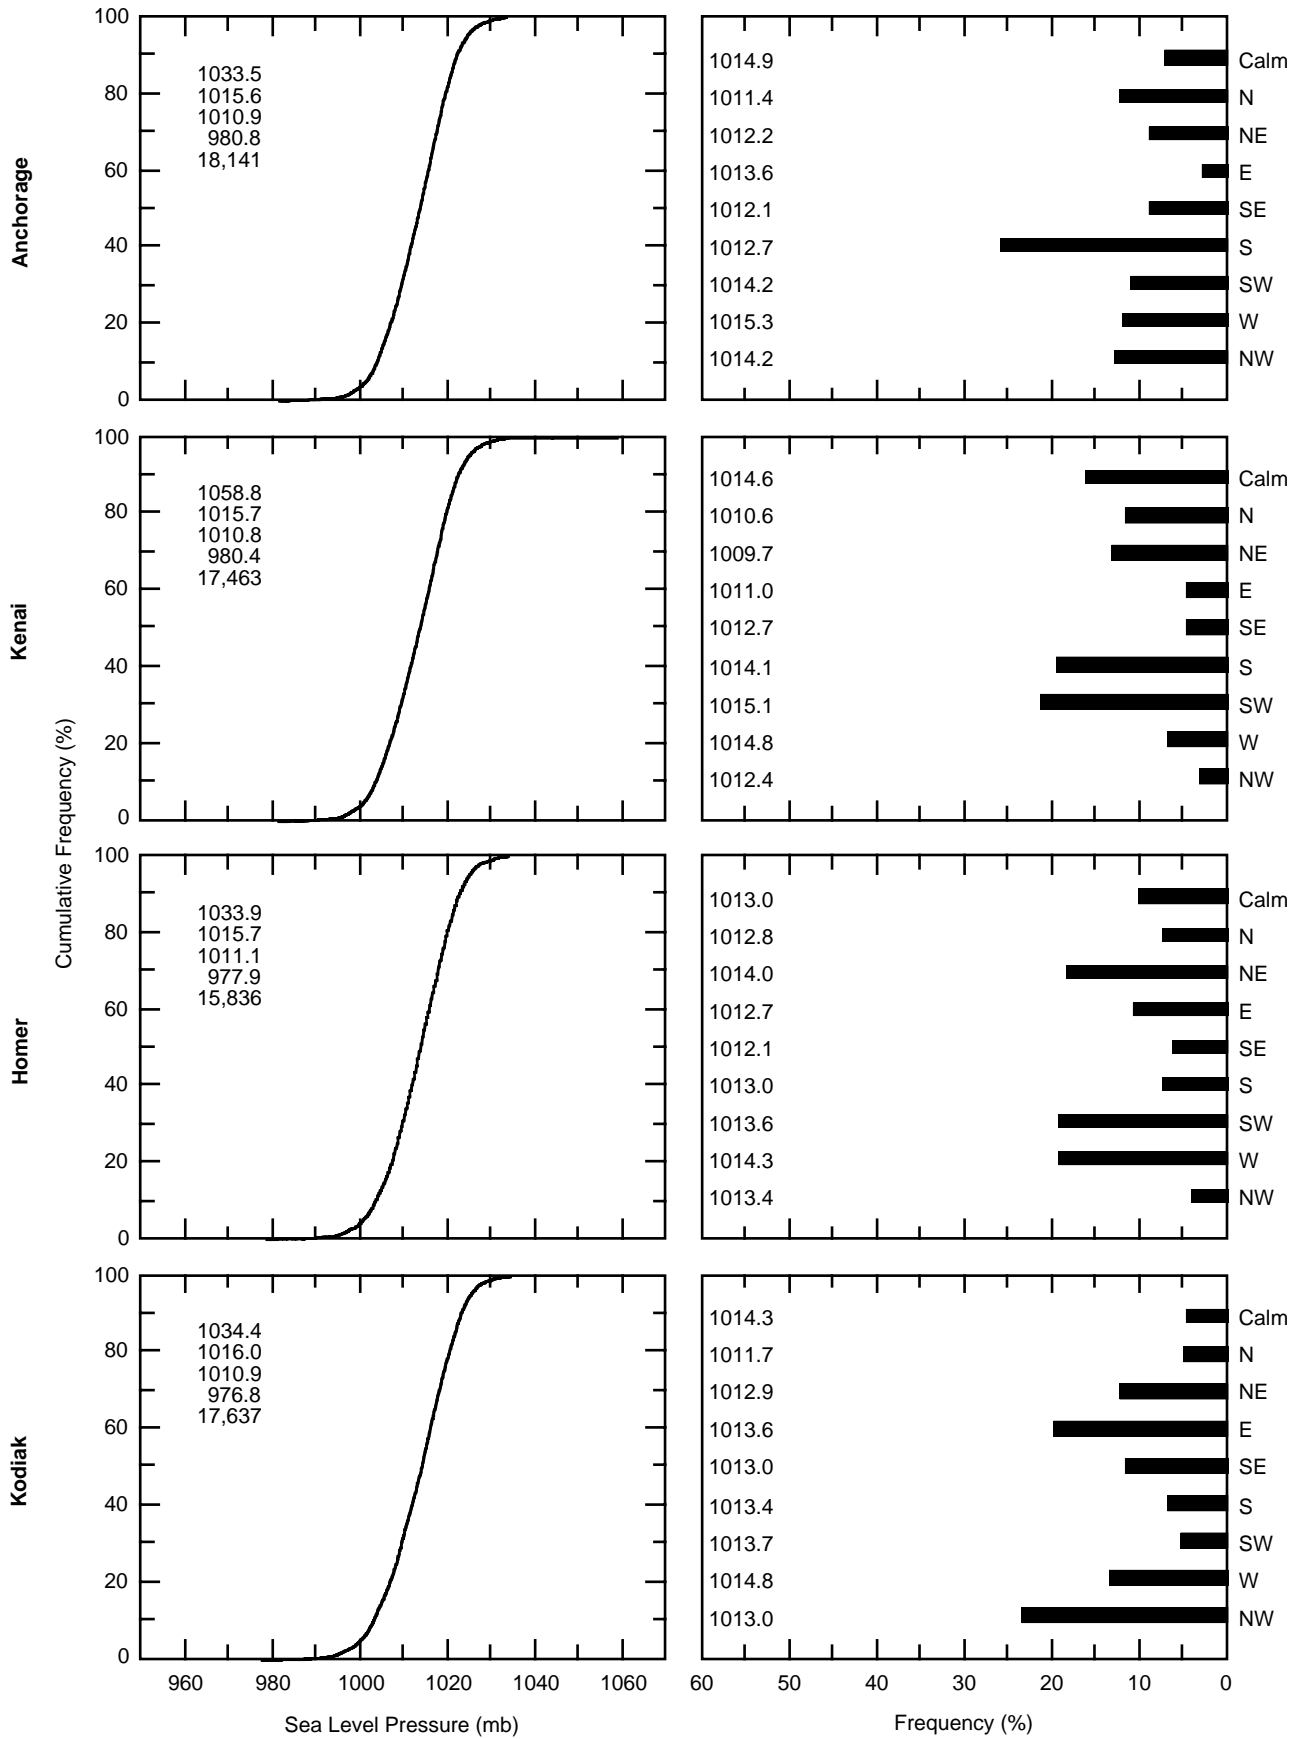 Anchorage
100
80
60
40
20
0
1033.5
1015.6
1010.9
980.8
18,141
1014.9 Calm
1011.4 N
1012.2 NE
1013.6 E
1012.1 SE
1012.7 S
1014.2 SW
1015.3 W
1014.2 NW
Kenai
100
80
60
40
20
0
1058.8
1015.7
1010.8
980.4
17,463
1014.6 Calm
1010.6 N
1009.7 NE
1011.0 E
1012.7 SE
1014.1 S
1015.1 SW
1014.8 W
1012.4 NW
Cumulative Frequency (%)
Homer
100
80
60
40
20
0
1033.9
1015.7
1011.1
977.9
15,836
1013.0 Calm
1012.8 N
1014.0 NE
1012.7 E
1012.1 SE
1013.0 S
1013.6 SW
1014.3 W
1013.4 NW
Kodiak
100
80
60
40
20
0
1034.4
1016.0
1010.9
976.8
17,637
1014.3 Calm
1011.7 N
1012.9 NE
1013.6 E
1013.0 SE
1013.4 S
1013.7 SW
1014.8 W
1013.0 NW
960 980 1000 1020 1040 1060
Sea Level Pressure (mb)
60 50 40 30 20 10 0
Frequency (%)